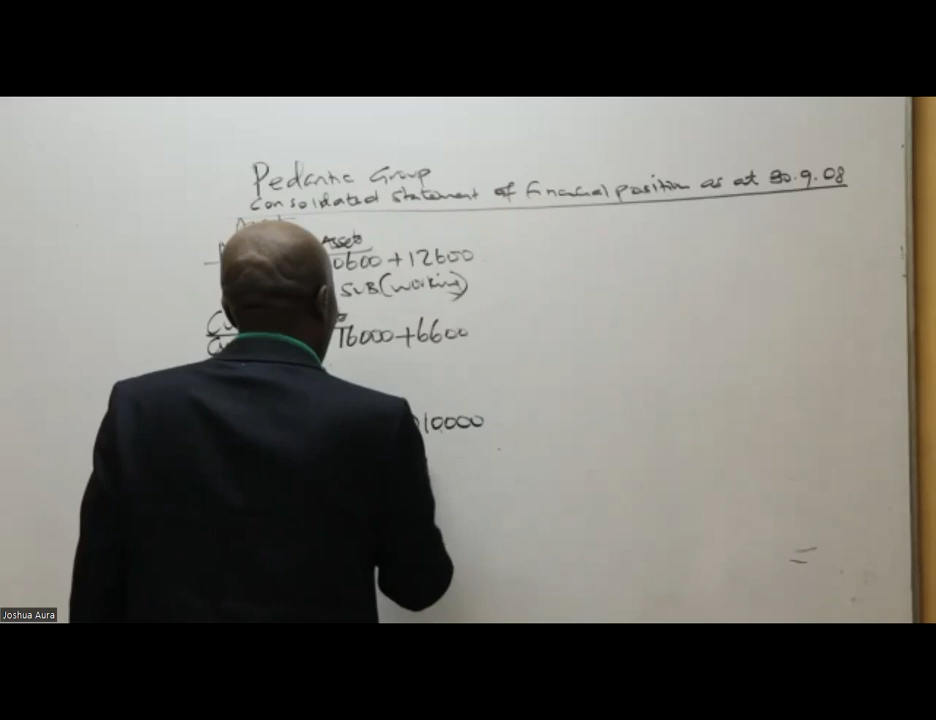 Pedantic Group
Consolidated Statement of Financial position as at 30.9.08
Assets
0600 + 12600
SUB (working)
16000 + 6600
10000
Joshua Aura